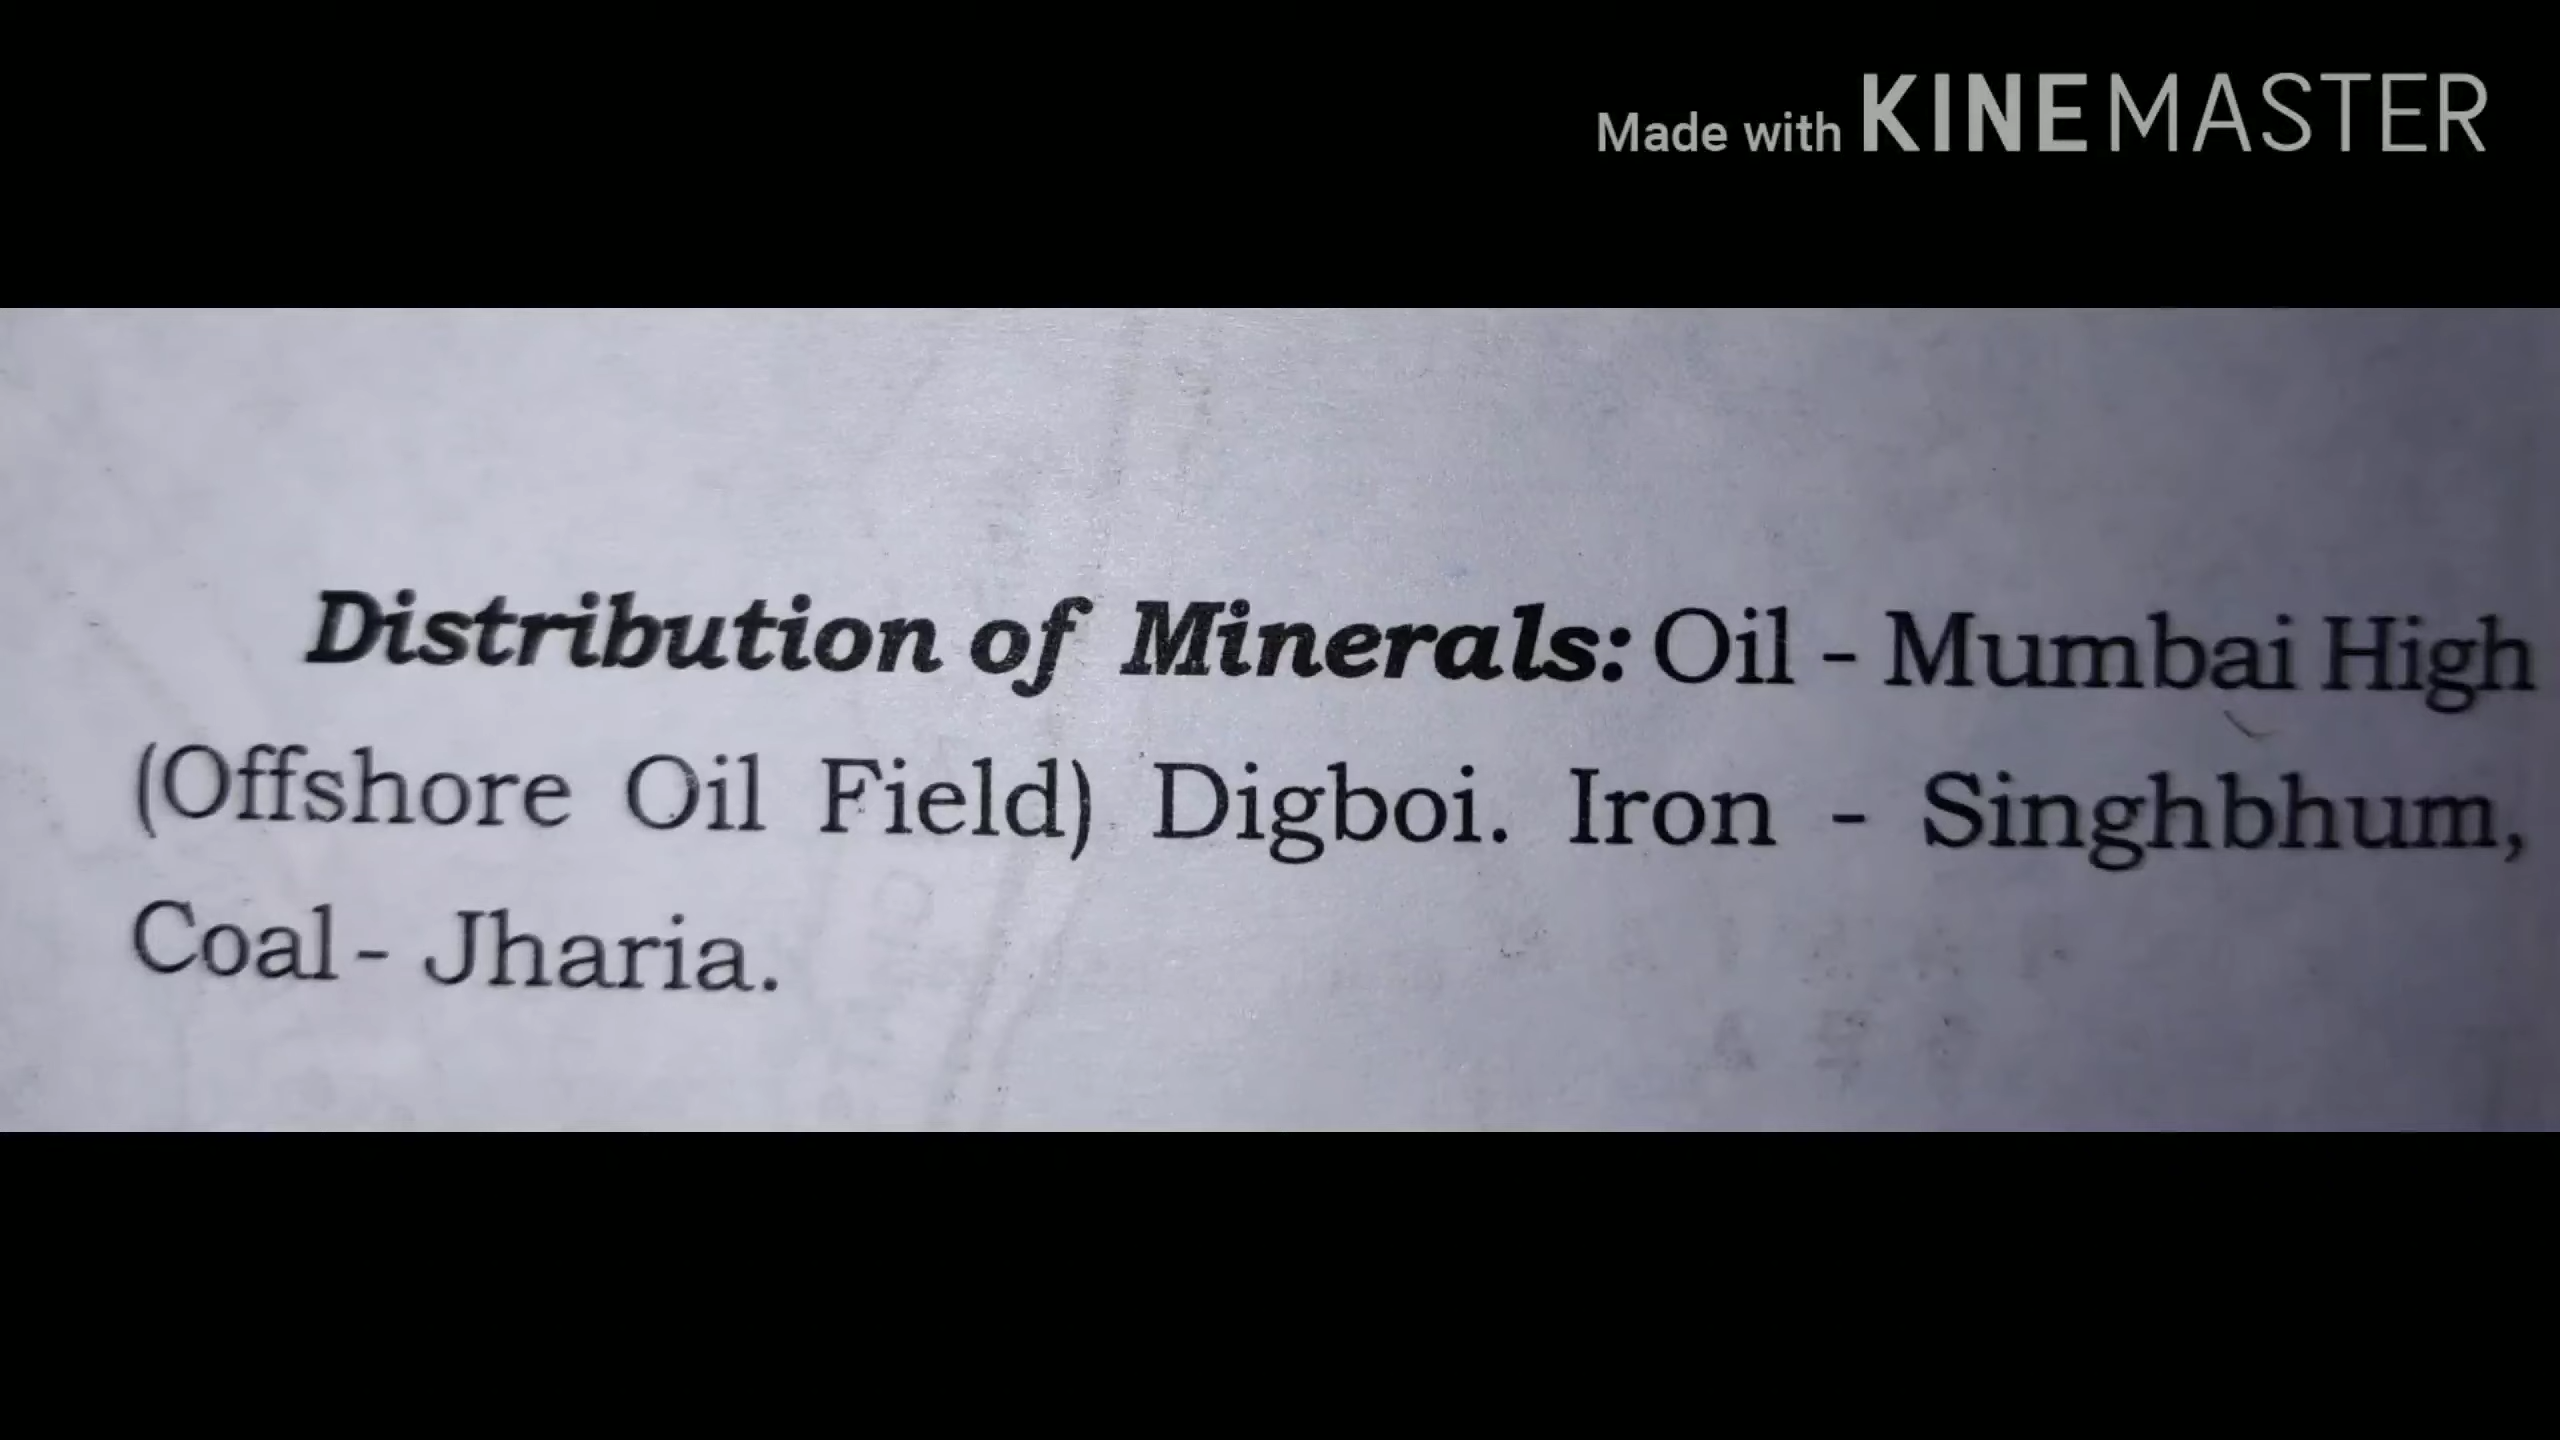 Made with KINEMASTER
Distribution of Minerals: Oil - Mumbai High
(Offshore Oil Field) Digboi. Iron - Singhbhum,
Coal - Jharia.